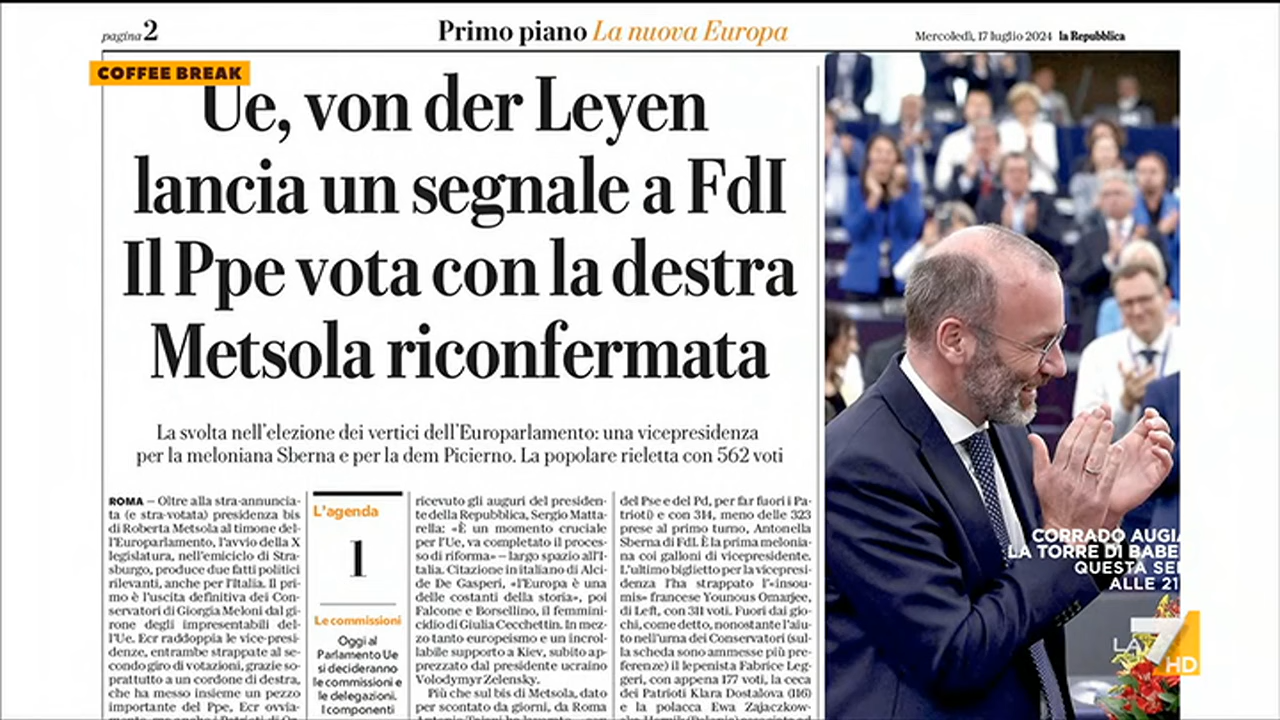 pagina 2
Primo piano La nuova Europa
Mercoledì, 17 luglio 2024 la Repubblica
COFFEE BREAK
Ue, von der Leyen
lancia un segnale a FdI
Il Ppe vota con la destra
Metsola riconfermata
La svolta nell'elezione dei vertici dell'Europarlamento: una vicepresidenza
per la meloniana Sberna e per la dem Picierno. La popolare rieletta con 562 voti
ROMA – Oltre alla stra-annuncia-
ta (e stra-votata) presidenza bis
di Roberta Metsola al timone del-
l'Europarlamento, l'avvio della X
legislatura, nell'emiciclo di Stra-
sburgo, produce due fatti politici
rilevanti, anche per l'Italia. Il pri-
mo è l'uscita definitiva dei Con-
servatori di Giorgia Meloni dal gi-
rone degli impresentabili del-
l'Ue. Ecr raddoppia le vice-presi-
denze, entrambe strappate al se-
condo giro di votazioni, grazie so-
prattutto a un cordone di destra,
che ha messo insieme un pezzo
importante del Ppe, Ecr ovvia-
L'agenda
1
Le commissioni
Oggi al
Parlamento Ue
si decideranno
le commissioni e
le delegazioni.
I componenti
ricevuto gli auguri del presiden-
te della Repubblica, Sergio Matta-
rella: «È un momento cruciale
per l'Ue, va completato il proces-
so di riforma» – largo spazio all'I-
talia. Citazione in italiano di Alci-
de De Gasperi, «l'Europa è una
delle costanti della storia», poi
Falcone e Borsellino, il femmini-
cidio di Giulia Cecchettin. In mez-
zo tanto europeismo e un incrol-
labile supporto a Kiev, subito ap-
prezzato dal presidente ucraino
Volodymyr Zelensky.
Più che sul bis di Metsola, dato
per scontato da giorni, da Roma
del Pse e del Pd, per far fuori i Pa-
trioti) e con 314, meno delle 323
prese al primo turno, Antonella
Sberna di FdI. È la prima melonia-
na coi galloni di vicepresidente.
L'ultimo biglietto per la vicepresi-
denza l'ha strappato l'«insou-
mis» francese Younous Omarjee,
di Left, con 311 voti. Fuori dai gio-
chi, come detto, nonostante l'aiu-
to nell'urna dei Conservatori (sul-
la scheda sono ammesse più pre-
ferenze) il lepenista Fabrice Leg-
geri, con appena 177 voti, la ceca
dei Patrioti Klara Dostalova (116)
e la polacca Ewa Zajaczkow-
CORRADO AUGIA
LA TORRE DI BABE
QUESTA SE
ALLE 21
LA7 HD